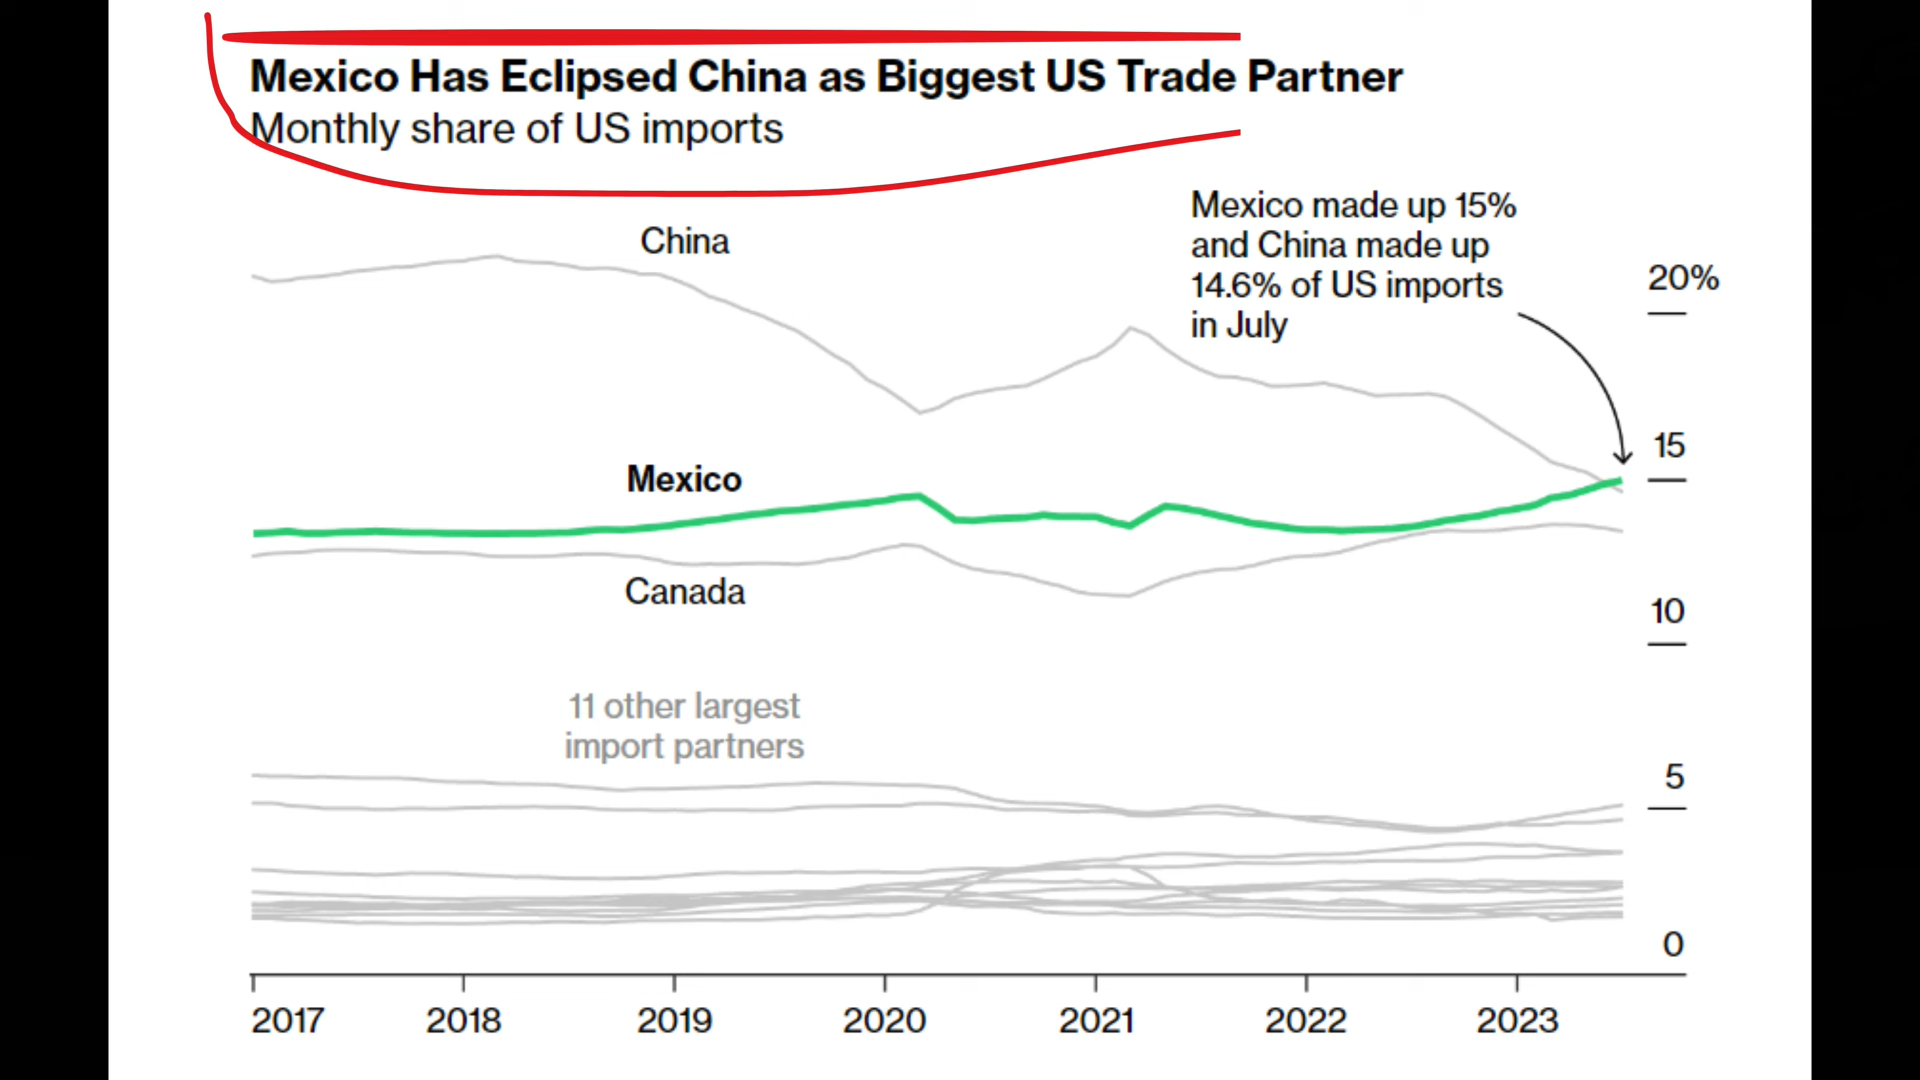 Mexico Has Eclipsed China as Biggest US Trade Partner
Monthly share of US imports
Mexico made up 15%
and China made up
14.6% of US imports
in July
China
20%
15
Mexico
Canada
10
11 other largest
import partners
5
0
2017 2018 2019 2020 2021 2022 2023